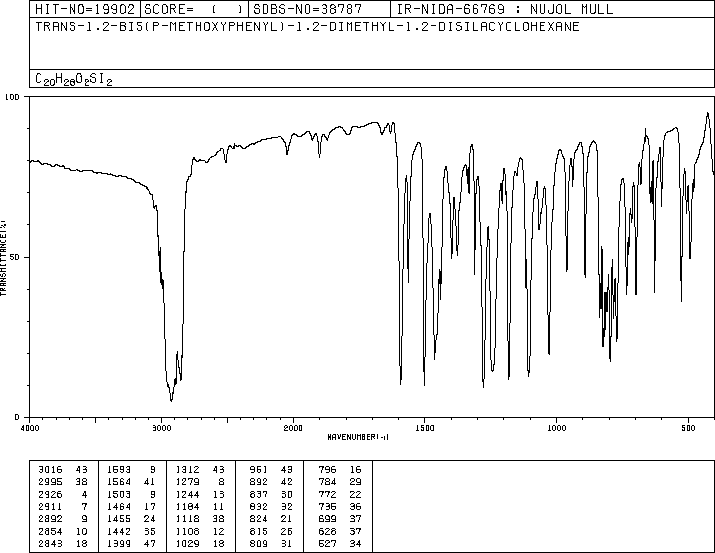 HIT-NO=19902 SCORE= ( ) SDBS-NO=38787 IR-NIDA-66769 : NUJOL MULL
TRANS-1,2-BIS(P-METHOXYPHENYL)-1,2-DIMETHYL-1,2-DISILACYCLOHEXANE
C20H28O2SI2
100
50
0
TRANSMITTANCE(%)
4000 3000 2000 1500 1000 500
WAVENUMBER(-1)
3016 43 1593 9 1312 43 961 43 796 16
2995 38 1564 41 1279 8 892 42 784 29
2926 4 1503 9 1244 13 837 30 772 22
2911 7 1464 17 1184 11 832 32 735 36
2892 9 1455 24 1118 38 824 21 699 37
2854 10 1442 35 1106 12 815 26 628 37
2843 18 1399 47 1029 18 809 31 527 34